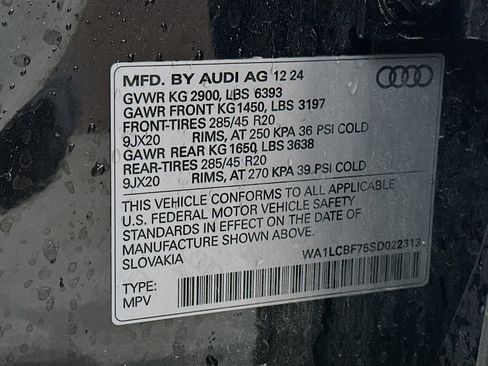 MFD. BY AUDI AG 12 24
GVWR KG 2900, LBS 6393
GAWR FRONT KG1450, LBS 3197
FRONT-TIRES 285/45 R20
9JX20 RIMS, AT 250 KPA 36 PSI COLD
GAWR REAR KG 1650, LBS 3638
REAR-TIRES 285/45 R20
9JX20 RIMS, AT 270 KPA 39 PSI COLD
THIS VEHICLE CONFORMS TO ALL APPLICABLE
U.S. FEDERAL MOTOR VEHICLE SAFETY
STANDARDS IN EFFECT ON THE DATE OF
MANUFACTURE SHOWN ABOVE.
SLOVAKIA
WA1LCBF75SD022313
TYPE:
MPV